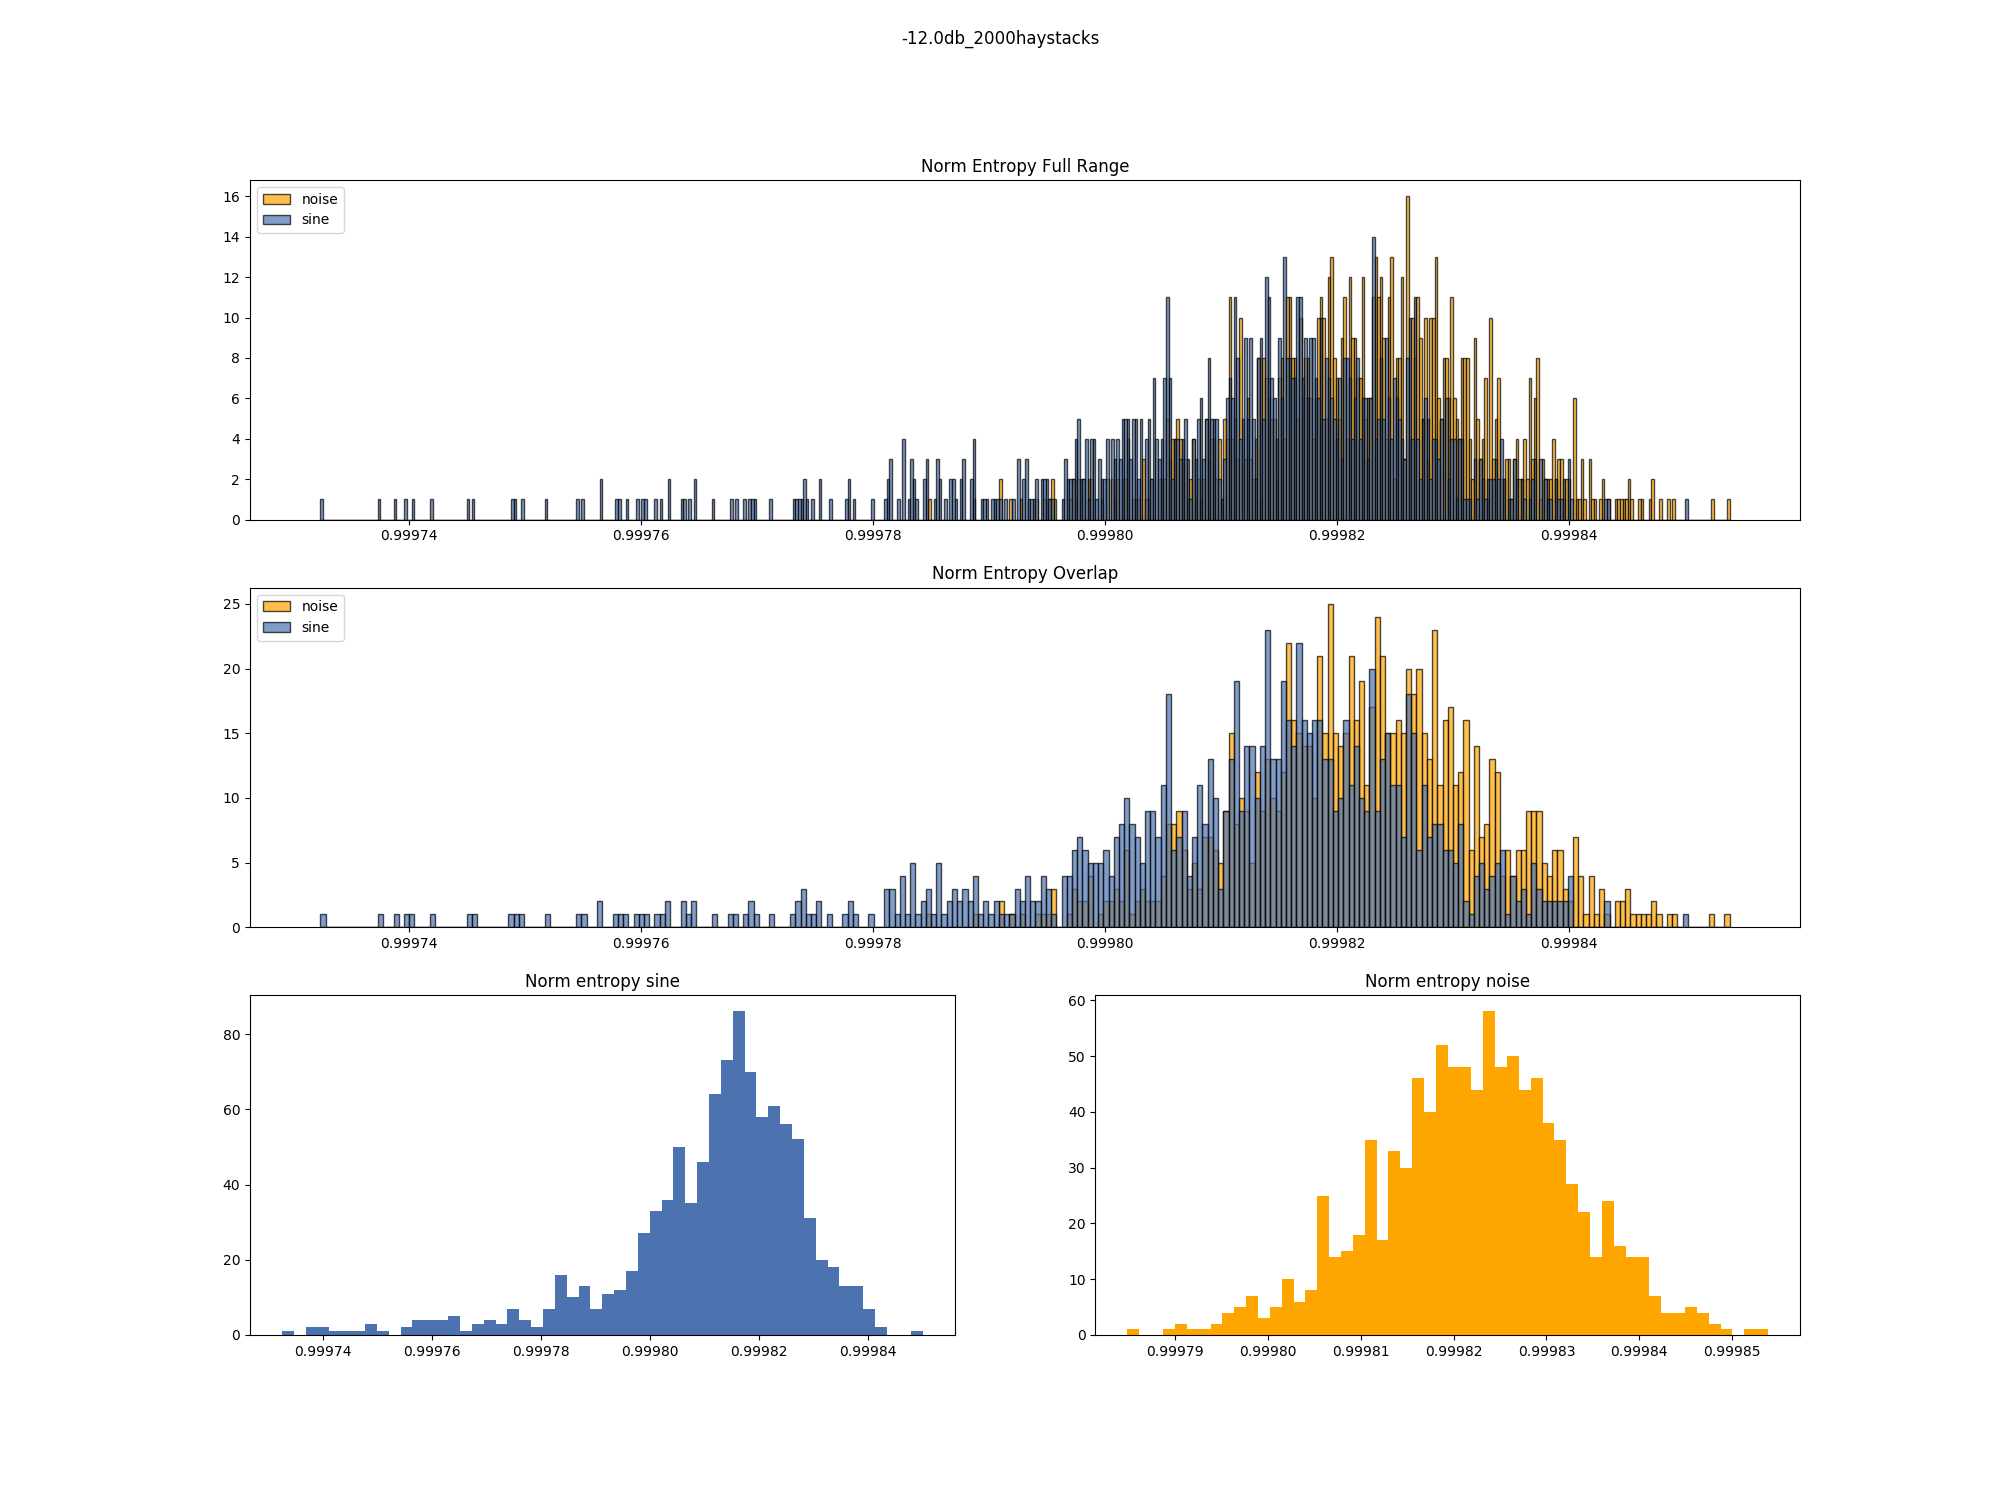 -12.0db_2000haystacks
Norm Entropy Full Range
noise
sine
16
14
12
10
8
6
4
2
0
0.99974 0.99976 0.99978 0.99980 0.99982 0.99984
Norm Entropy Overlap
noise
sine
25
20
15
10
5
0
0.99974 0.99976 0.99978 0.99980 0.99982 0.99984
Norm entropy sine
80
60
40
20
0
0.99974 0.99976 0.99978 0.99980 0.99982 0.99984
Norm entropy noise
60
50
40
30
20
10
0
0.99979 0.99980 0.99981 0.99982 0.99983 0.99984 0.99985